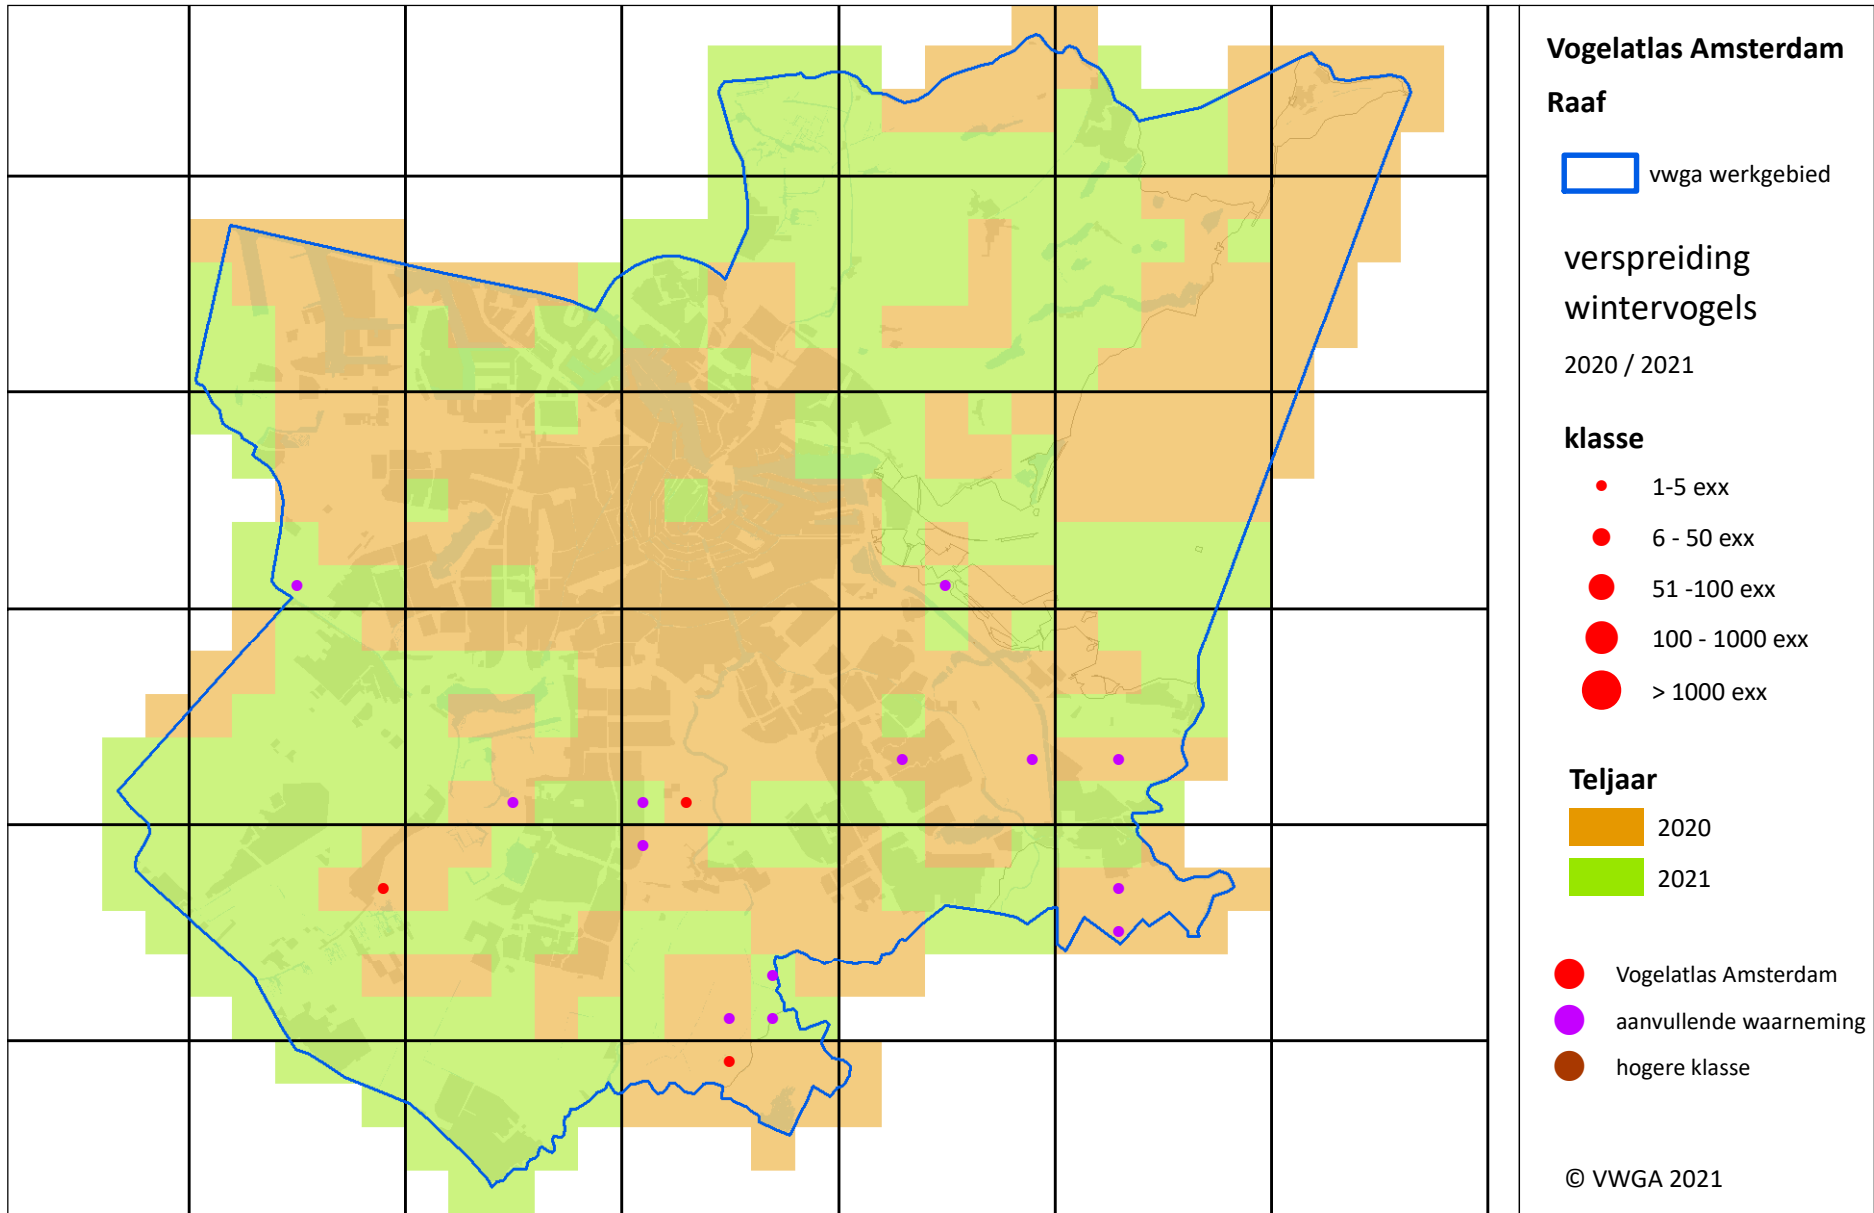 Vogelatlas Amsterdam
Raaf
vwga werkgebied
verspreiding
wintervogels
2020 / 2021
klasse
1-5 exx
6 - 50 exx
51 -100 exx
100 - 1000 exx
> 1000 exx
Teljaar
2020
2021
Vogelatlas Amsterdam
aanvullende waarneming
hogere klasse
© VWGA 2021